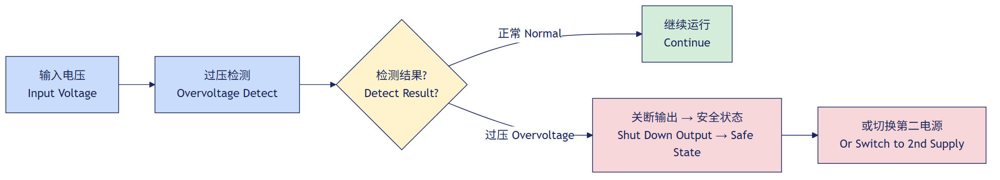 输入电压
Input Voltage
过压检测
Overvoltage Detect
检测结果?
Detect Result?
正常 Normal
继续运行
Continue
过压 Overvoltage
关断输出 → 安全状态
Shut Down Output → Safe
State
或切换第二电源
Or Switch to 2nd Supply